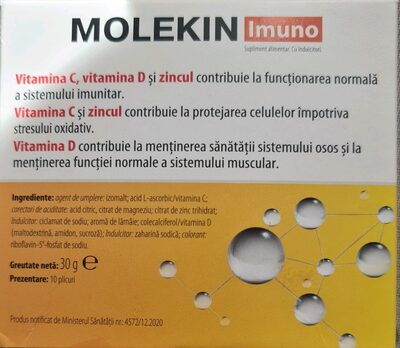 MOLEKIN Imuno
Supliment alimentar. Cu îndulcitori.
Vitamina C, vitamina D și zincul contribuie la funcționarea normală
a sistemului imunitar.
Vitamina C și zincul contribuie la protejarea celulelor împotriva
stresului oxidativ.
Vitamina D contribuie la menținerea sănătății sistemului osos și la
menținerea funcției normale a sistemului muscular.
Ingrediente: agent de umplere: izomalt; acid L-ascorbic/vitamina C;
corectori de aciditate: acid citric, citrat de magneziu; citrat de zinc trihidrat;
îndulcitor: ciclamat de sodiu; aromă de lămâie; colecalciferol/vitamina D
(maltodextrină, amidon, sucroză); îndulcitor: zaharină sodică; colorant:
riboflavin-5'-fosfat de sodiu.
Greutate netă: 30 g ℮
Prezentare: 10 plicuri
Produs notificat de Ministerul Sănătății nr.: 4572/12.2020